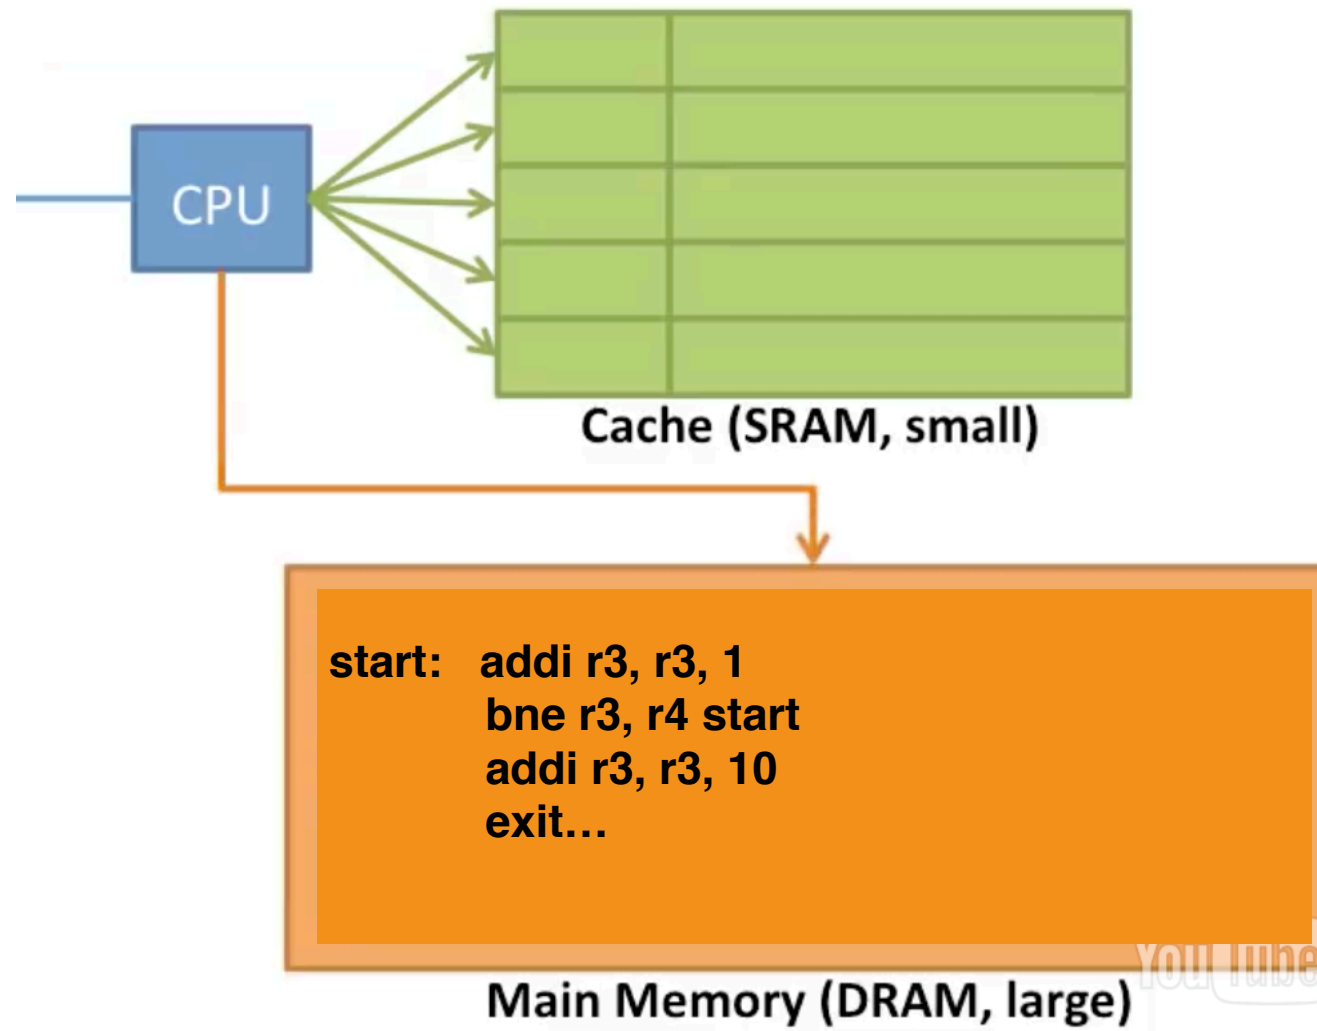 CPU
Cache (SRAM, small)
start: addi r3, r3, 1
bne r3, r4 start
addi r3, r3, 10
exit…
YouTube
Main Memory (DRAM, large)